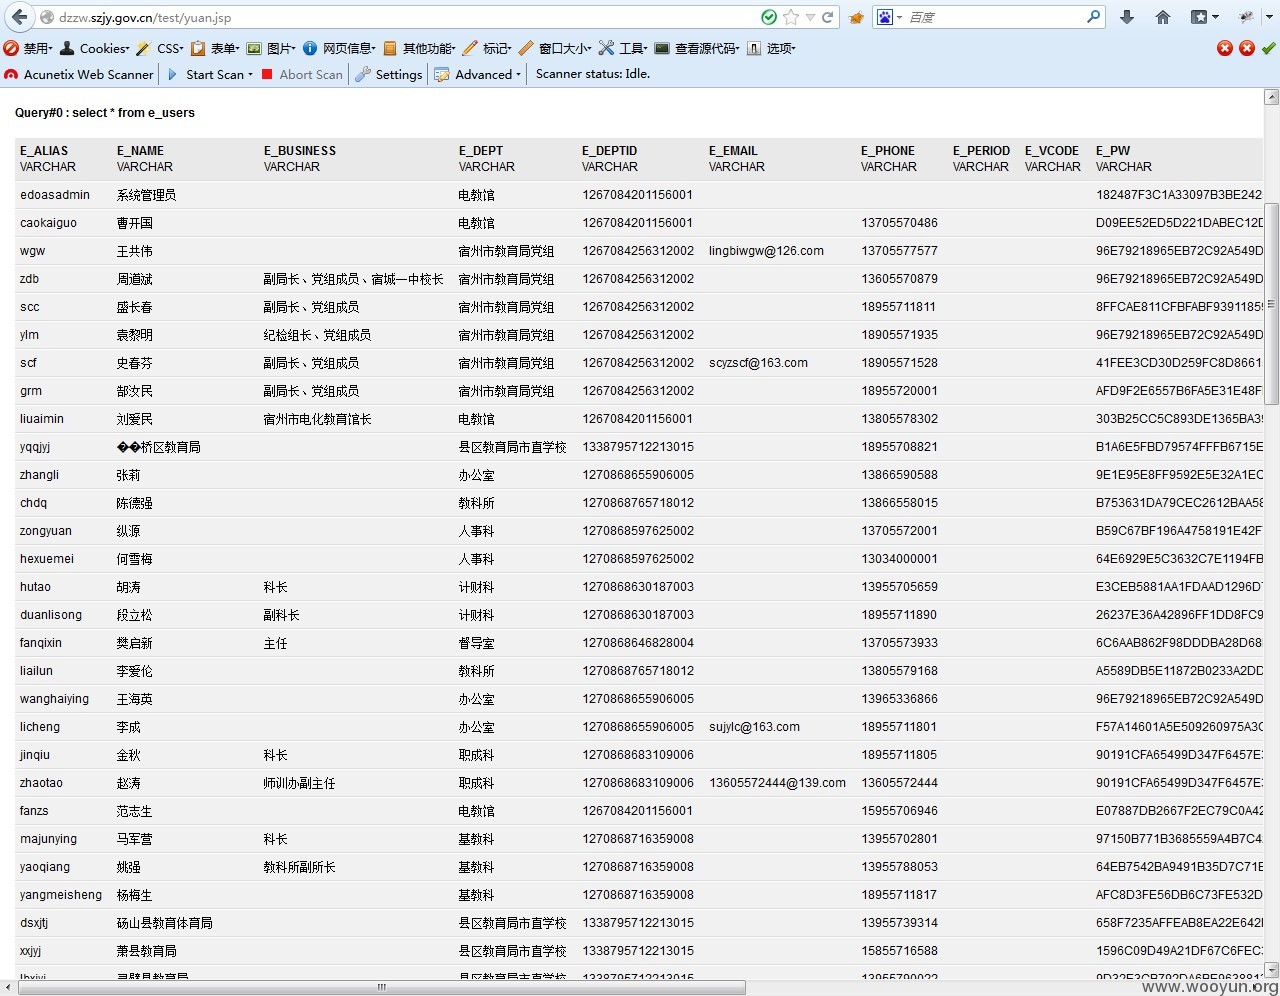 dzzw.szjy.gov.cn/test/yuan.jsp 百度
禁用 Cookies CSS 表单 图片 网页信息 其他功能 标记 窗口大小 工具 查看源代码 选项
Acunetix Web Scanner Start Scan Abort Scan Settings Advanced Scanner status: Idle.
Query#0 : select * from e_users
E_ALIAS E_NAME E_BUSINESS E_DEPT E_DEPTID E_EMAIL E_PHONE E_PERIOD E_VCODE E_PW
VARCHAR VARCHAR VARCHAR VARCHAR VARCHAR VARCHAR VARCHAR VARCHAR VARCHAR VARCHAR
edoasadmin 系统管理员 电教馆 1267084201156001 182487F3C1A33097B3BE242
caokaiguo 曹开国 电教馆 1267084201156001 13705570486 D09EE52ED5D221DABEC12D
wgw 王共伟 宿州市教育局党组 1267084256312002 lingbiwgw@126.com 13705577577 96E79218965EB72C92A549D
zdb 周道斌 副局长、党组成员、宿城一中校长 宿州市教育局党组 1267084256312002 13605570879 96E79218965EB72C92A549D
scc 盛长春 副局长、党组成员 宿州市教育局党组 1267084256312002 18955711811 8FFCAE811CFBFABF93911859
ylm 袁黎明 纪检组长、党组成员 宿州市教育局党组 1267084256312002 18905571935 96E79218965EB72C92A549D
scf 史春芬 副局长、党组成员 宿州市教育局党组 1267084256312002 scyzscf@163.com 18905571528 41FEE3CD30D259FC8D8661
grm 郜汝民 副局长、党组成员 宿州市教育局党组 1267084256312002 18955720001 AFD9F2E6557B6FA5E31E48F
liuaimin 刘爱民 宿州市电化教育馆长 电教馆 1267084201156001 13805578302 303B25CC5C893DE1365BA39
yqqjyj ��桥区教育局 县区教育局市直学校 1338795712213015 18955708821 B1A6E5FBD79574FFFB6715E
zhangli 张莉 办公室 1270868655906005 13866590588 9E1E95E8FF9592E5E32A1EC
chdq 陈德强 教科所 1270868765718012 13866558015 B753631DA79CEC2612BAA58
zongyuan 纵源 人事科 1270868597625002 13705572001 B59C67BF196A4758191E42F
hexuemei 何雪梅 人事科 1270868597625002 13034000001 64E6929E5C3632C7E1194FB
hutao 胡涛 科长 计财科 1270868630187003 13955705659 E3CEB5881AA1FDAAD1296D7
duanlisong 段立松 副科长 计财科 1270868630187003 18955711890 26237E36A42896FF1DD8FC9
fanqixin 樊启新 主任 督导室 1270868646828004 13705573933 6C6AAB862F98DDDBA28D68
liailun 李爱伦 教科所 1270868765718012 13805579168 A5589DB5E11872B0233A2DD
wanghaiying 王海英 办公室 1270868655906005 13965336866 96E79218965EB72C92A549D
licheng 李成 办公室 1270868655906005 sujylc@163.com 18955711801 F57A14601A5E509260975A3C
jinqiu 金秋 科长 职成科 1270868683109006 18955711805 90191CFA65499D347F6457E
zhaotao 赵涛 师训办副主任 职成科 1270868683109006 13605572444@139.com 13605572444 90191CFA65499D347F6457E
fanzs 范志生 电教馆 1267084201156001 15955706946 E07887DB2667F2EC79C0A42
majunying 马军营 科长 基教科 1270868716359008 13955702801 97150B771B3685559A4B7C4
yaoqiang 姚强 教科所副所长 基教科 1270868716359008 13955788053 64EB7542BA9491B35D7C71E
yangmeisheng 杨梅生 基教科 1270868716359008 18955711817 AFC8D3FE56DB6C73FE532D
dsxjtj 砀山县教育体育局 县区教育局市直学校 1338795712213015 13955739314 658F7235AFFEAB8EA22E642
xxjyj 萧县教育局 县区教育局市直学校 1338795712213015 15855716588 1596C09D49A21DF67C6FEC
www.wooyun.org